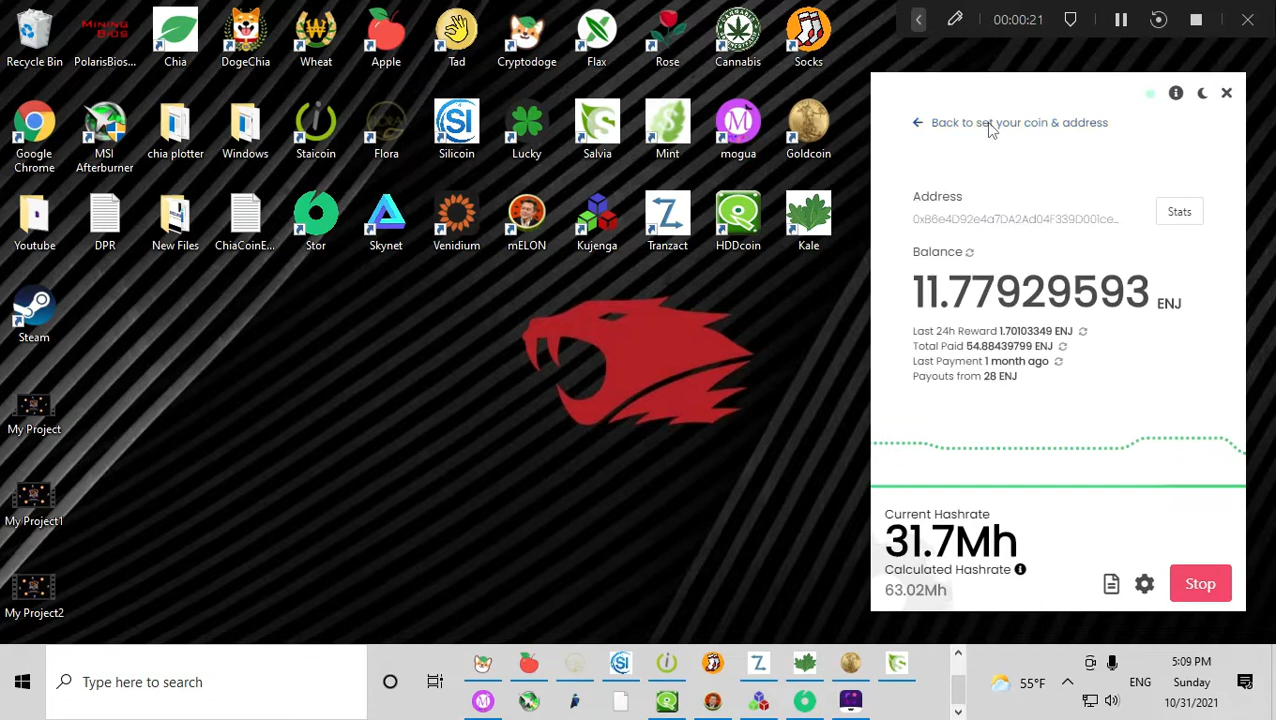 00:00:21
MINING
BIOS
Recycle Bin
PolarisBios...
Chia
DogeChia
Wheat
Apple
Tad
Cryptodoge
Flax
Rose
Cannabis
Socks
Google
Chrome
MSI
Afterburner
chia plotter
Windows
Staicoin
Flora
Silicoin
Lucky
Salvia
Mint
mogua
Goldcoin
Youtube
DPR
New Files
ChiaCoinE...
Stor
Skynet
Venidium
mELON
Kujenga
Tranzact
HDDcoin
Kale
Steam
My Project
My Project1
My Project2
Back to set your coin & address
Address
Stats
Balance
11.77929593 ENJ
Last 24h Reward 1.70103349 ENJ
Total Paid 54.88439799 ENJ
Last Payment 1 month ago
Payouts from 28 ENJ
Current Hashrate
31.7Mh
Calculated Hashrate
63.02Mh
Stop
Type here to search
55°F
ENG
5:09 PM
Sunday
10/31/2021